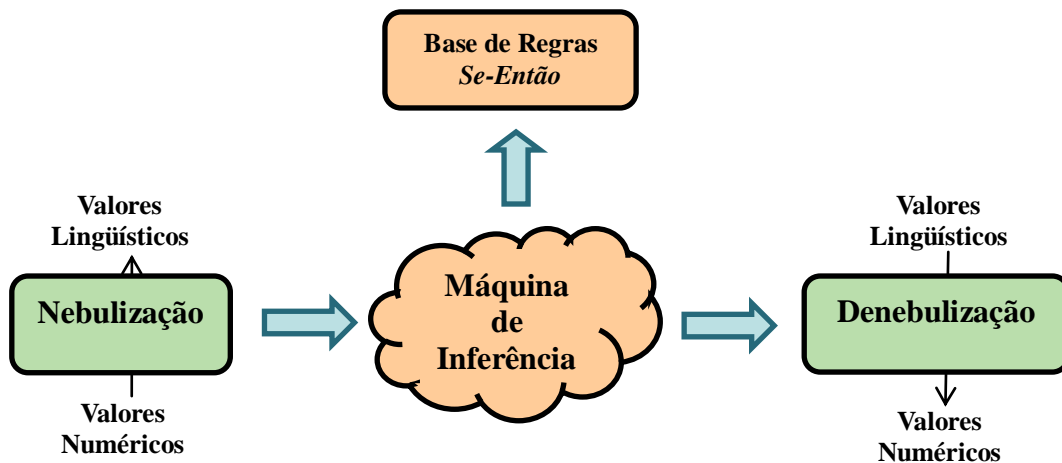 Base de Regras
Se-Então
Valores
Lingüísticos
Nebulização
Valores
Numéricos
Máquina
de
Inferência
Valores
Lingüísticos
Denebulização
Valores
Numéricos